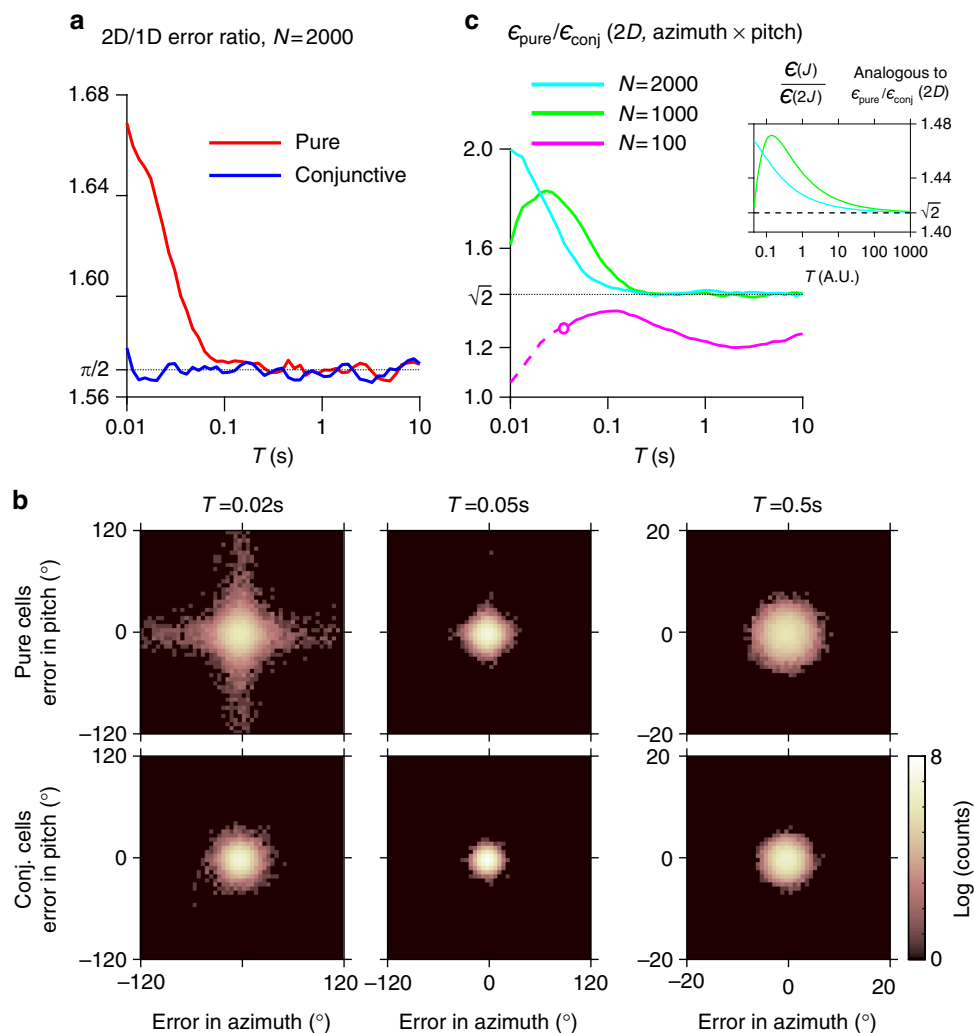 a
2D/1D error ratio, N=2000
1.68
1.64
1.60
π/2
1.56
0.01
0.1
1
10
T (s)
Pure
Conjunctive
c
ϵpure/ϵconj (2D, azimuth × pitch)
N=2000
N=1000
N=100
2.0
1.6
√2
1.2
1.0
0.01
0.1
1
10
T (s)
ϵ(J)
ϵ(2J)
Analogous to
ϵpure/ϵconj (2D)
1.48
1.44
√2
1.40
0.1
1
10
100
1000
T (A.U.)
b
T=0.02s
T=0.05s
T=0.5s
Pure cells
error in pitch (°)
120
0
−120
120
−120
0
120
20
0
−20
Conj. cells
error in pitch (°)
120
0
−120
−120
120
−120
0
120
20
0
−20
−20
0
20
Error in azimuth (°)
Error in azimuth (°)
Error in azimuth (°)
8
0
Log (counts)